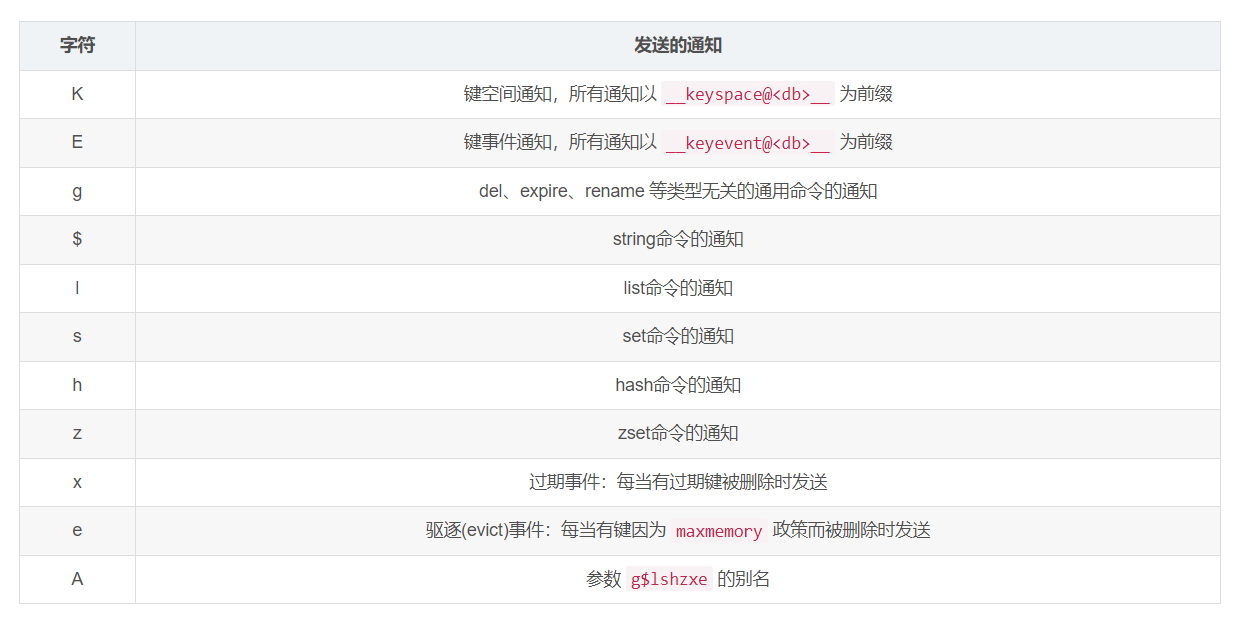 字符 发送的通知
K 键空间通知，所有通知以 __keyspace@<db>__ 为前缀
E 键事件通知，所有通知以 __keyevent@<db>__ 为前缀
g del、expire、rename 等类型无关的通用命令的通知
$ string命令的通知
l list命令的通知
s set命令的通知
h hash命令的通知
z zset命令的通知
x 过期事件：每当有过期键被删除时发送
e 驱逐(evict)事件：每当有键因为 maxmemory 政策而被删除时发送
A 参数 g$lshzxe 的别名